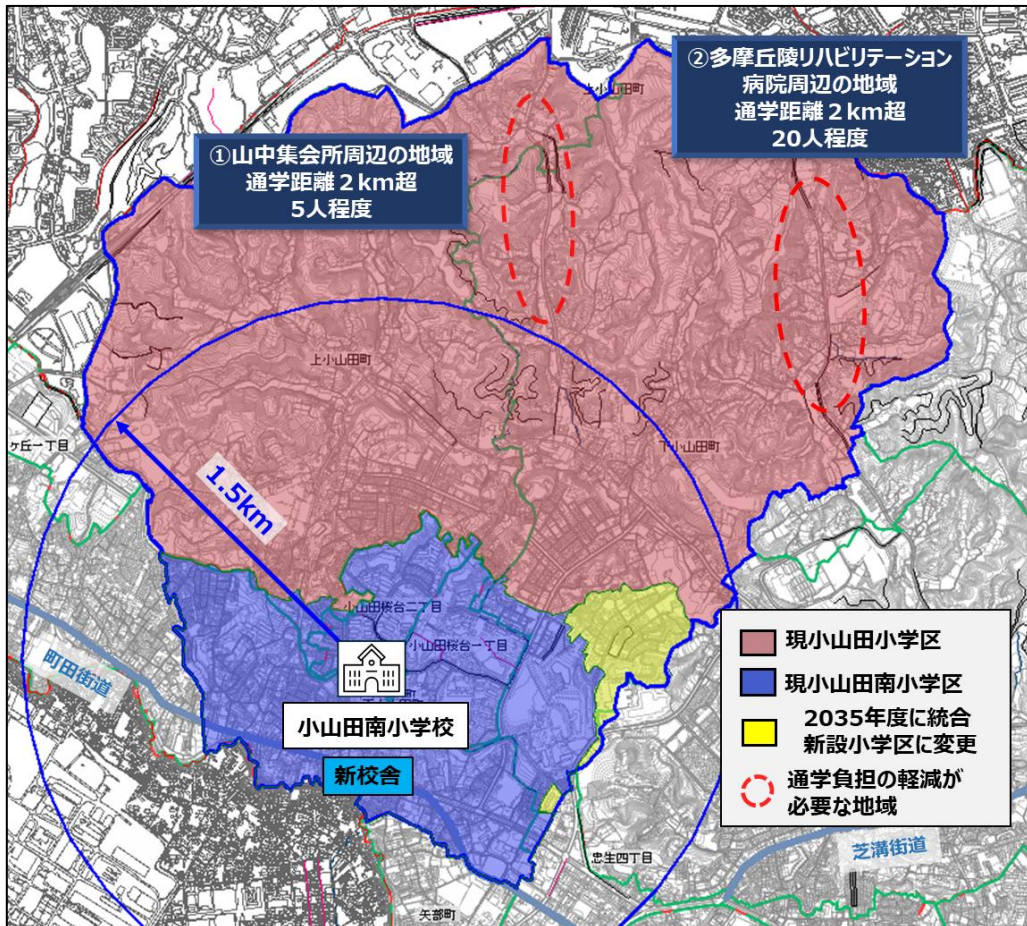 ②多摩丘陵リハビリテーション
病院周辺の地域
通学距離2km超
20人程度
上小山田町
①山中集会所周辺の地域
通学距離2km超
5人程度
上小山田町
下小山田町
ケ丘一丁目
1.5km
小山田桜台二丁目
小山田桜台一丁目
町田街道
小山田南小学校
新校舎
現小山田小学区
現小山田南小学区
2035年度に統合
新設小学区に変更
通学負担の軽減が
必要な地域
忠生四丁目
芝溝街道
矢部町